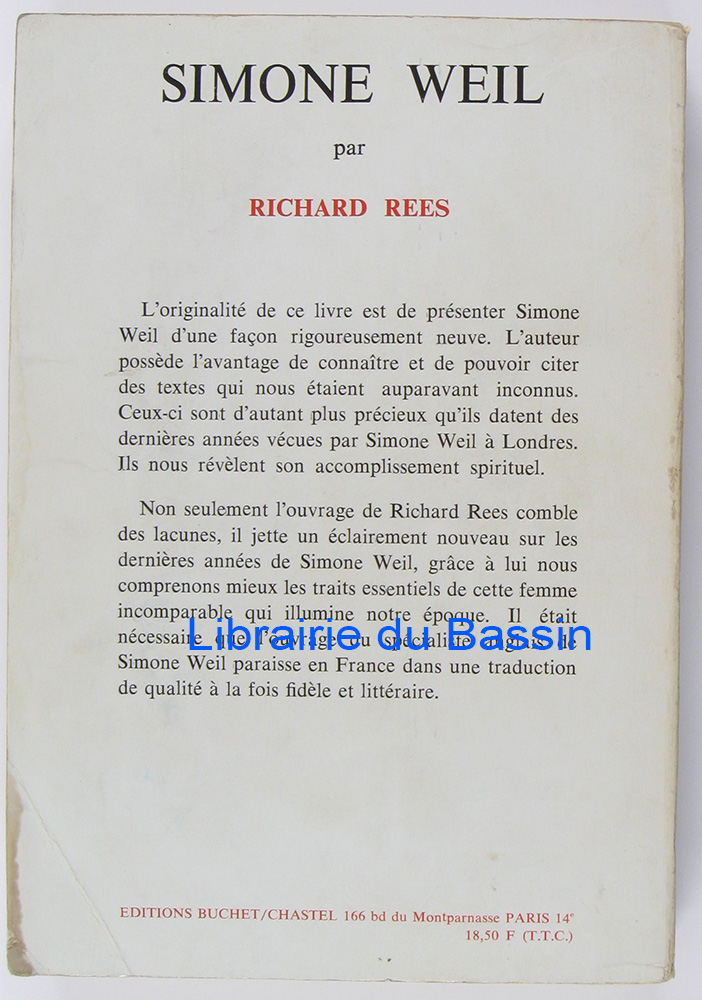 SIMONE WEIL
par
RICHARD REES
L'originalité de ce livre est de présenter Simone
Weil d'une façon rigoureusement neuve. L'auteur
possède l'avantage de connaître et de pouvoir citer
des textes qui nous étaient auparavant inconnus.
Ceux-ci sont d'autant plus précieux qu'ils datent des
dernières années vécues par Simone Weil à Londres.
Ils nous révèlent son accomplissement spirituel.
Non seulement l'ouvrage de Richard Rees comble
des lacunes, il jette un éclairement nouveau sur les
dernières années de Simone Weil, grâce à lui nous
comprenons mieux les traits essentiels de cette femme
incomparable qui illumine notre époque. Il était
nécessaire que l'ouvrage du spécialiste anglais de
Librairie du Bassin
Simone Weil paraisse en France dans une traduction
de qualité à la fois fidèle et littéraire.
EDITIONS BUCHET/CHASTEL 166 bd du Montparnasse PARIS 14e
18,50 F (T.T.C.)